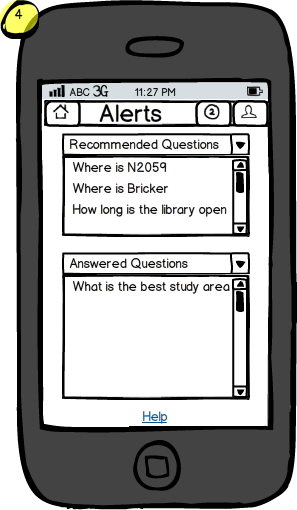 4
ABC 3G 11:27 PM
Alerts 2
Recommended Questions
Where is N2059
Where is Bricker
How long is the library open
Answered Questions
What is the best study area
Help